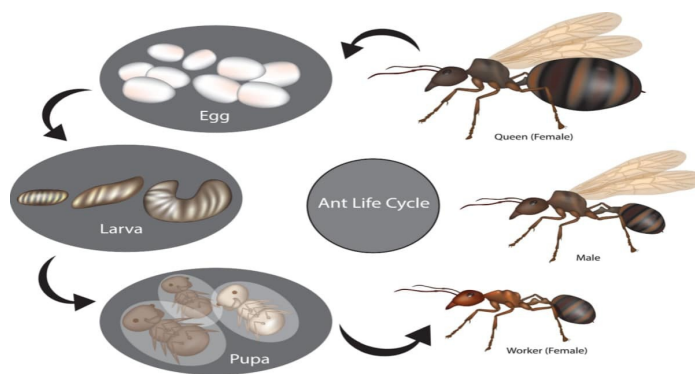 Egg
Queen (Female)
Larva
Ant Life Cycle
Male
Pupa
Worker (Female)